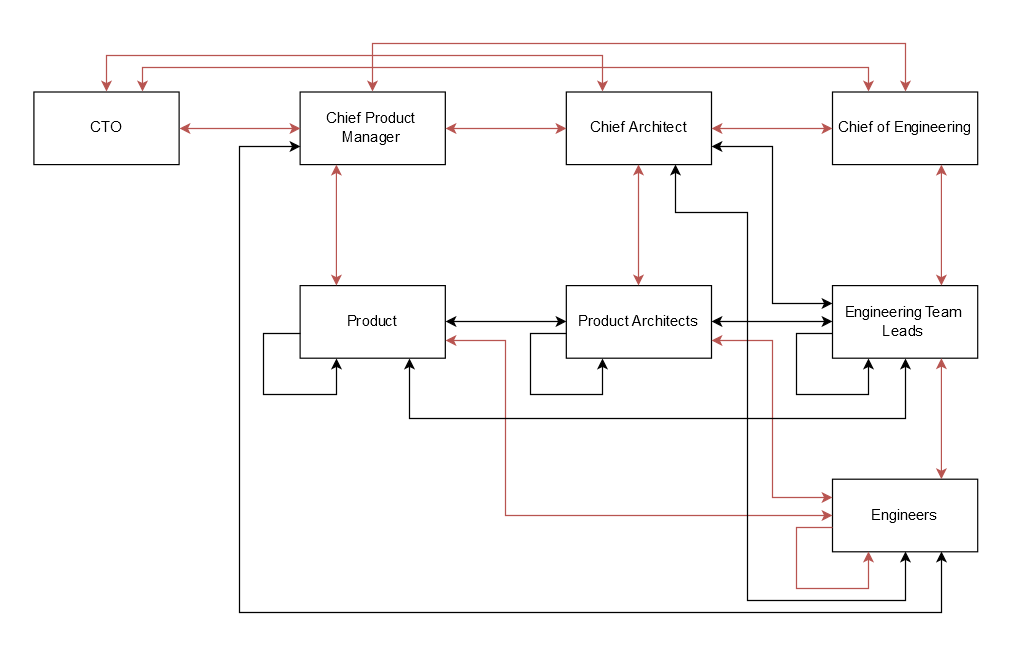 CTO
Chief Product
Manager
Chief Architect
Chief of Engineering
Product
Product Architects
Engineering Team
Leads
Engineers